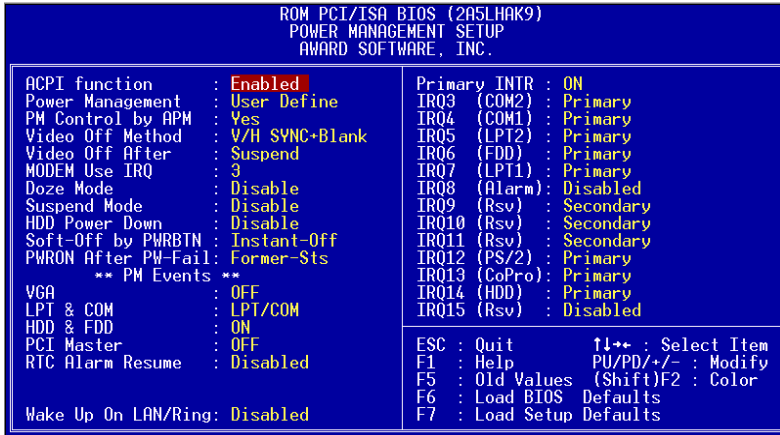 ROM PCI/ISA BIOS (2A5LHAK9)
POWER MANAGEMENT SETUP
AWARD SOFTWARE, INC.
ACPI function : Enabled
Power Management : User Define
PM Control by APM : Yes
Video Off Method : V/H SYNC+Blank
Video Off After : Suspend
MODEM Use IRQ : 3
Doze Mode : Disable
Suspend Mode : Disable
HDD Power Down : Disable
Soft-Off by PWRBTN : Instant-Off
PWRON After PW-Fail: Former-Sts
** PM Events **
VGA : OFF
LPT & COM : LPT/COM
HDD & FDD : ON
PCI Master : OFF
RTC Alarm Resume : Disabled
Wake Up On LAN/Ring: Disabled
Primary INTR : ON
IRQ3 (COM2) : Primary
IRQ4 (COM1) : Primary
IRQ5 (LPT2) : Primary
IRQ6 (FDD) : Primary
IRQ7 (LPT1) : Primary
IRQ8 (Alarm): Disabled
IRQ9 (Rsv) : Secondary
IRQ10 (Rsv) : Secondary
IRQ11 (Rsv) : Secondary
IRQ12 (PS/2) : Primary
IRQ13 (CoPro): Primary
IRQ14 (HDD) : Primary
IRQ15 (Rsv) : Disabled
ESC : Quit ↑↓→← : Select Item
F1 : Help PU/PD/+/- : Modify
F5 : Old Values (Shift)F2 : Color
F6 : Load BIOS Defaults
F7 : Load Setup Defaults